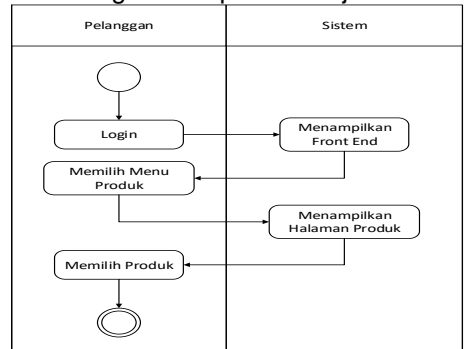 Pelanggan
Sistem
Login
Menampilkan
Front End
Memilih Menu
Produk
Menampilkan
Halaman Produk
Memilih Produk